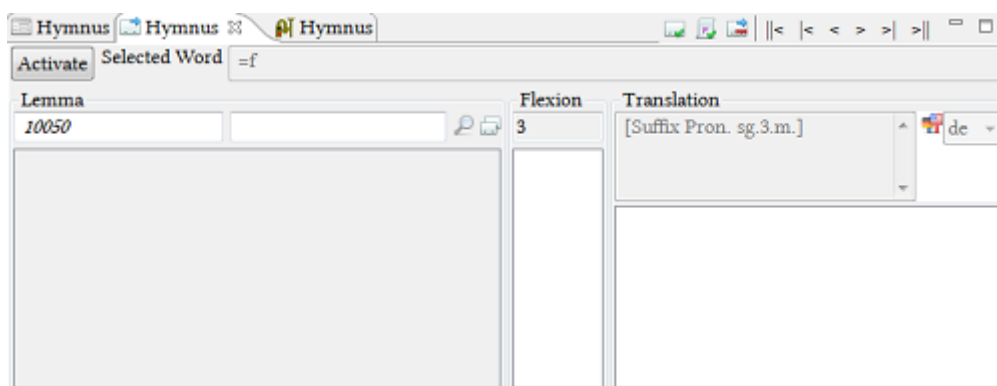 Hymnus Hymnus Hymnus ||< |< < > >| >||
Activate Selected Word =f
Lemma Flexion Translation
10050 3 [Suffix Pron. sg.3.m.] de